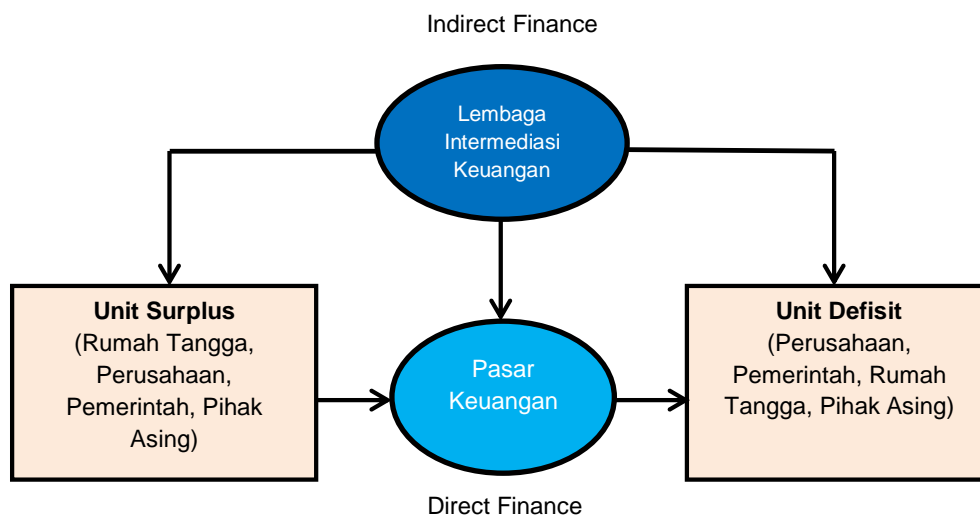 Indirect Finance
Lembaga
Intermediasi
Keuangan
Unit Surplus
(Rumah Tangga,
Perusahaan,
Pemerintah, Pihak
Asing)
Pasar
Keuangan
Unit Defisit
(Perusahaan,
Pemerintah, Rumah
Tangga, Pihak Asing)
Direct Finance